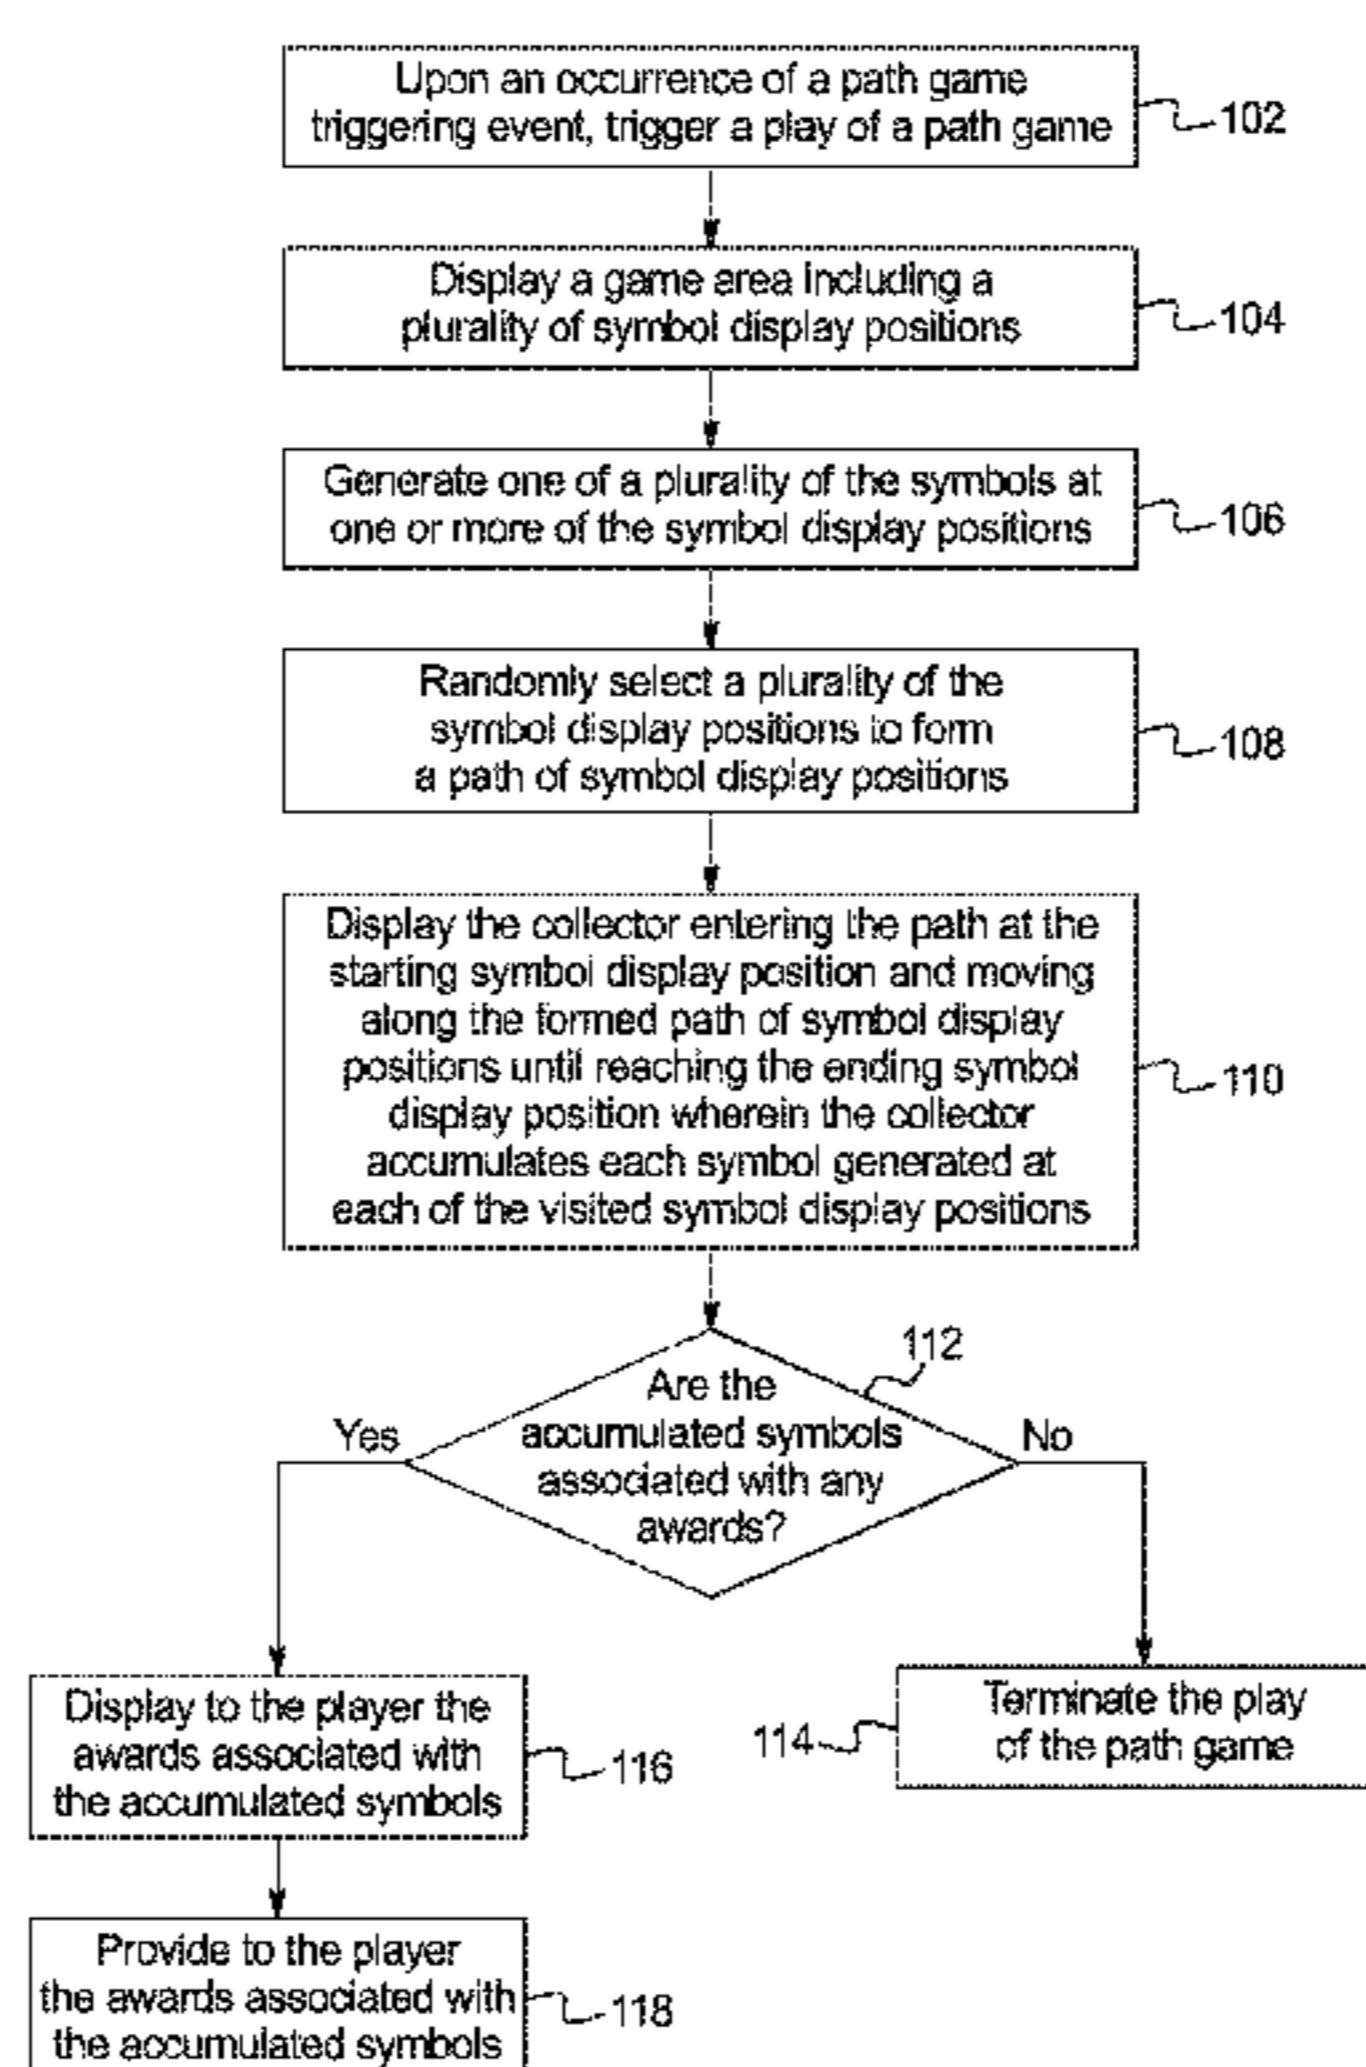 Upon an occurrence of a path game
triggering event, trigger a play of a path game
102
Display a game area including a
plurality of symbol display positions
104
Generate one of a plurality of the symbols at
one or more of the symbol display positions
106
Randomly select a plurality of the
symbol display positions to form
a path of symbol display positions
108
Display the collector entering the path at the
starting symbol display position and moving
along the formed path of symbol display
positions until reaching the ending symbol
display position wherein the collector
accumulates each symbol generated at
each of the visited symbol display positions
110
112
Are the
accumulated symbols
associated with any
awards?
Yes
No
Display to the player the
awards associated with
the accumulated symbols
116
Terminate the play
of the path game
114
Provide to the player
the awards associated with
the accumulated symbols
118